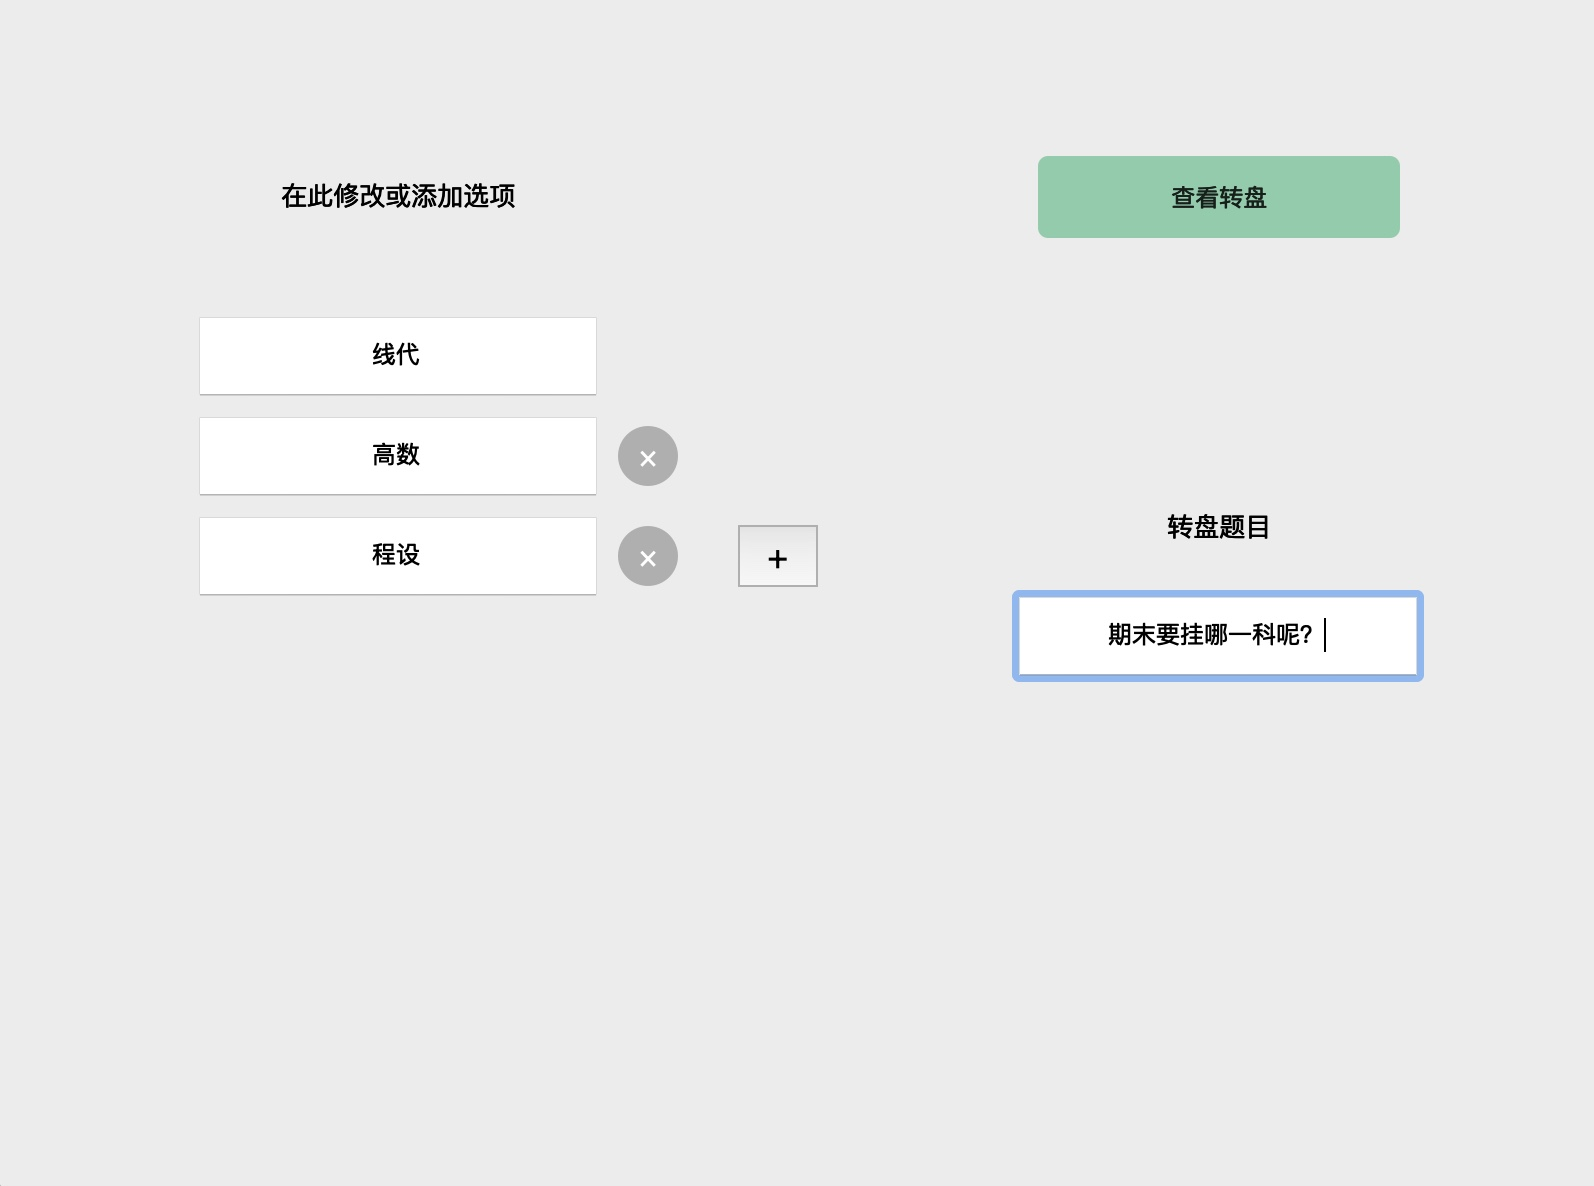 在此修改或添加选项
查看转盘
线代
高数
×
程设
×
+
转盘题目
期末要挂哪一科呢?